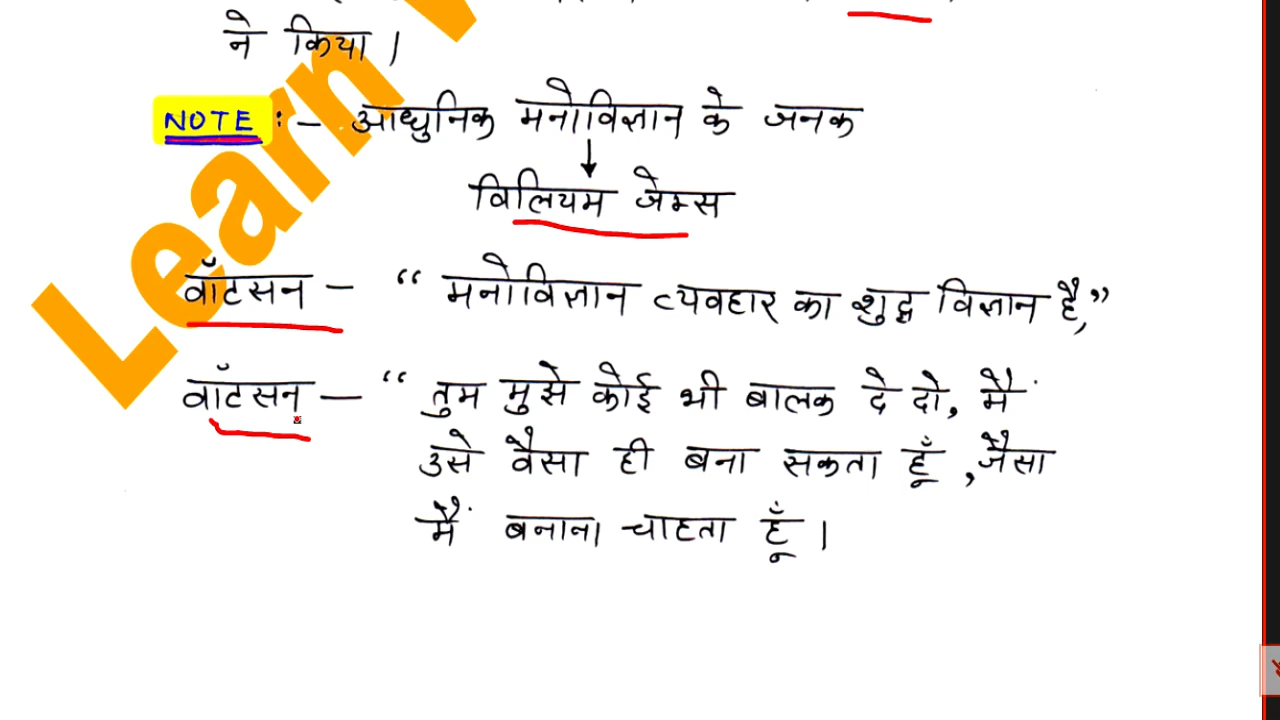 ने किया।
NOTE :- आधुनिक मनोविज्ञान के जनक
विलियम जेम्स
वॉटसन - “ मनोविज्ञान व्यवहार का शुद्ध विज्ञान है,”
वॉटसन - “ तुम मुझे कोई भी बालक दे दो, मैं
उसे वैसा ही बना सकता हूँ ,जैसा
मैं बनाना चाहता हूँ।
Learn